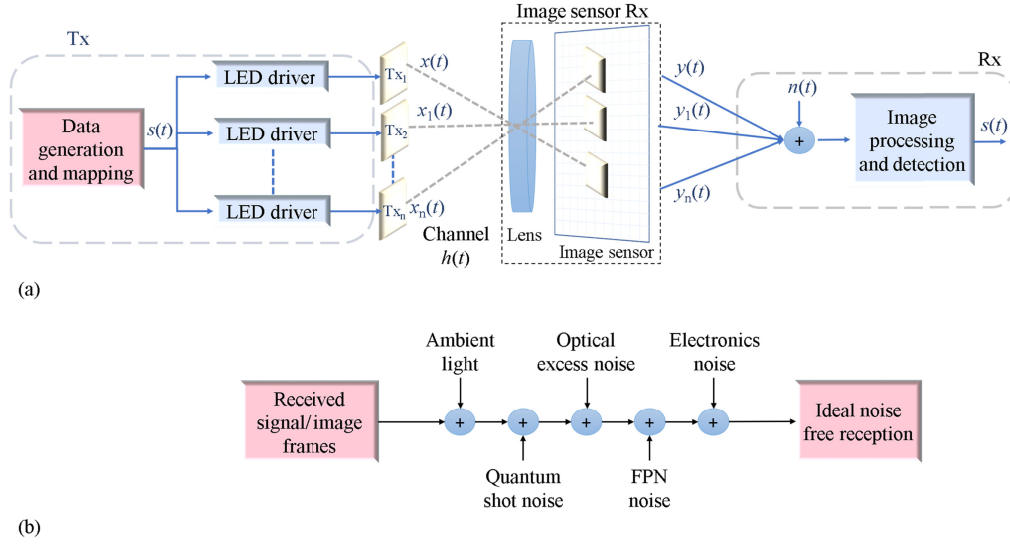 Image sensor Rx
Tx
Rx
LED driver
Tx1
x(t)
y(t)
n(t)
Data
generation
and mapping
s(t)
LED driver
Tx2
x1(t)
y1(t)
+
Image
processing
and detection
s(t)
LED driver
Txn
xn(t)
yn(t)
Channel
h(t)
Lens
Image sensor
(a)
Ambient
light
Optical
excess noise
Electronics
noise
Received
signal/image
frames
+
+
+
+
+
Ideal noise
free reception
Quantum
shot noise
FPN
noise
(b)